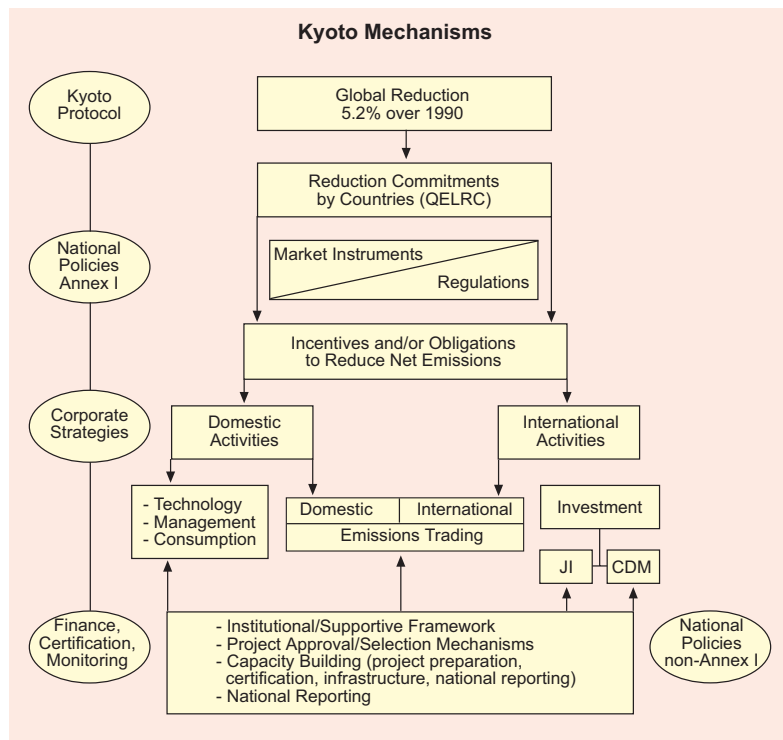 Kyoto Mechanisms
Kyoto
Protocol
Global Reduction
5.2% over 1990
Reduction Commitments
by Countries (QELRC)
National
Policies
Annex I
Market Instruments
Regulations
Incentives and/or Obligations
to Reduce Net Emissions
Corporate
Strategies
Domestic
Activities
International
Activities
- Technology
- Management
- Consumption
Domestic
International
Emissions Trading
Investment
JI
CDM
Finance,
Certification,
Monitoring
- Institutional/Supportive Framework
- Project Approval/Selection Mechanisms
- Capacity Building (project preparation,
certification, infrastructure, national reporting)
- National Reporting
National
Policies
non-Annex I